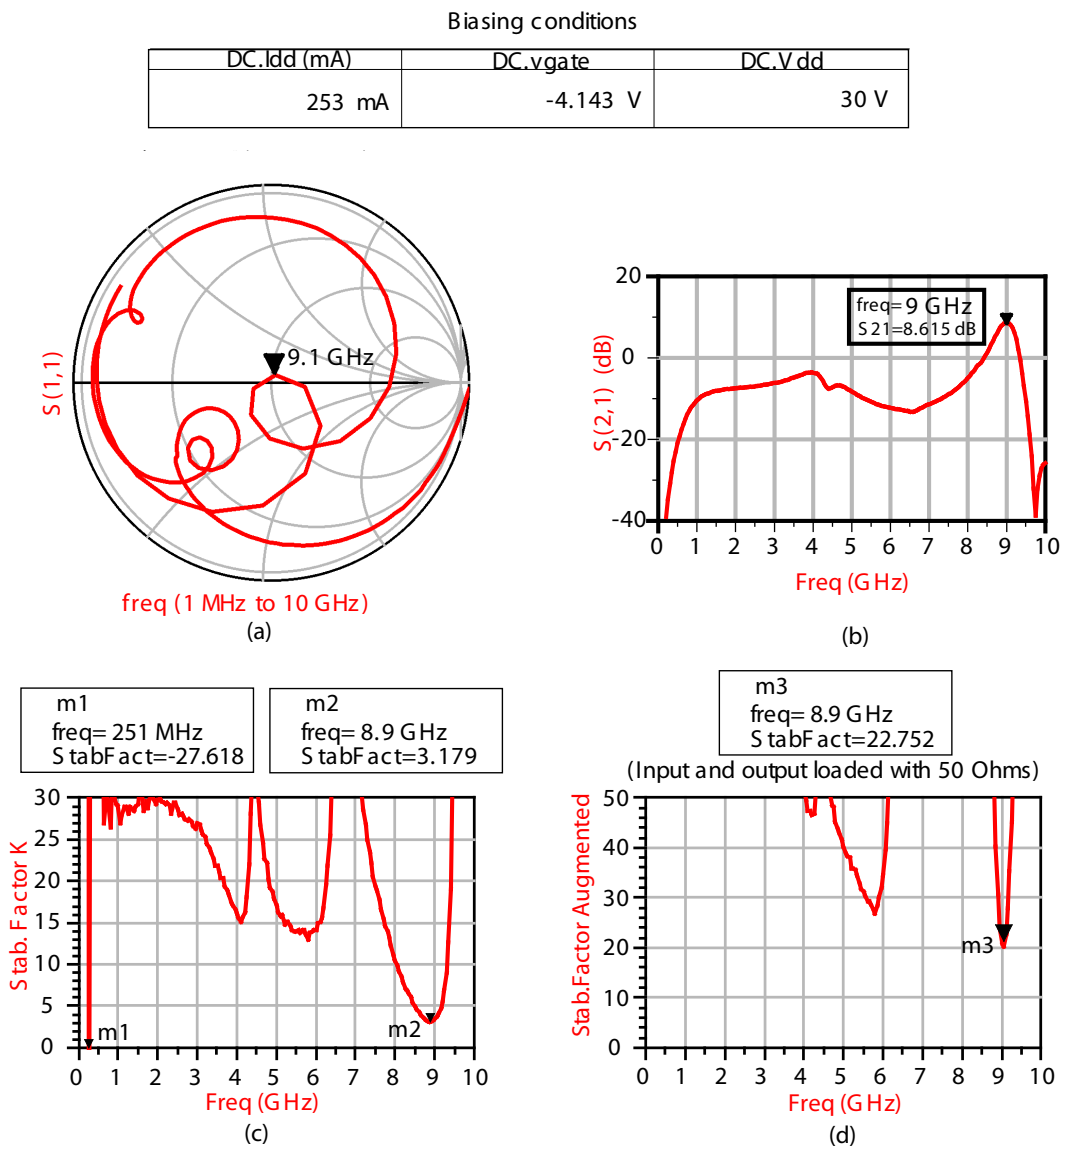 Biasing conditions
DC.Idd (mA) DC.vgate DC.Vdd
253 mA -4.143 V 30 V
S(1,1)
9.1 GHz
freq (1 MHz to 10 GHz)
(a)
S(2,1) (dB)
20
0
-20
-40
freq= 9 GHz
S21=8.615 dB
0 1 2 3 4 5 6 7 8 9 10
Freq (GHz)
(b)
m1
freq= 251 MHz
StabFact=-27.618
m2
freq= 8.9 GHz
StabFact=3.179
Stab. Factor K
30
25
20
15
10
5
0
m1
m2
0 1 2 3 4 5 6 7 8 9 10
Freq (GHz)
(c)
m3
freq= 8.9 GHz
StabFact=22.752
(Input and output loaded with 50 Ohms)
Stab.Factor Augmented
50
40
30
20
10
0
m3
0 1 2 3 4 5 6 7 8 9 10
Freq (GHz)
(d)